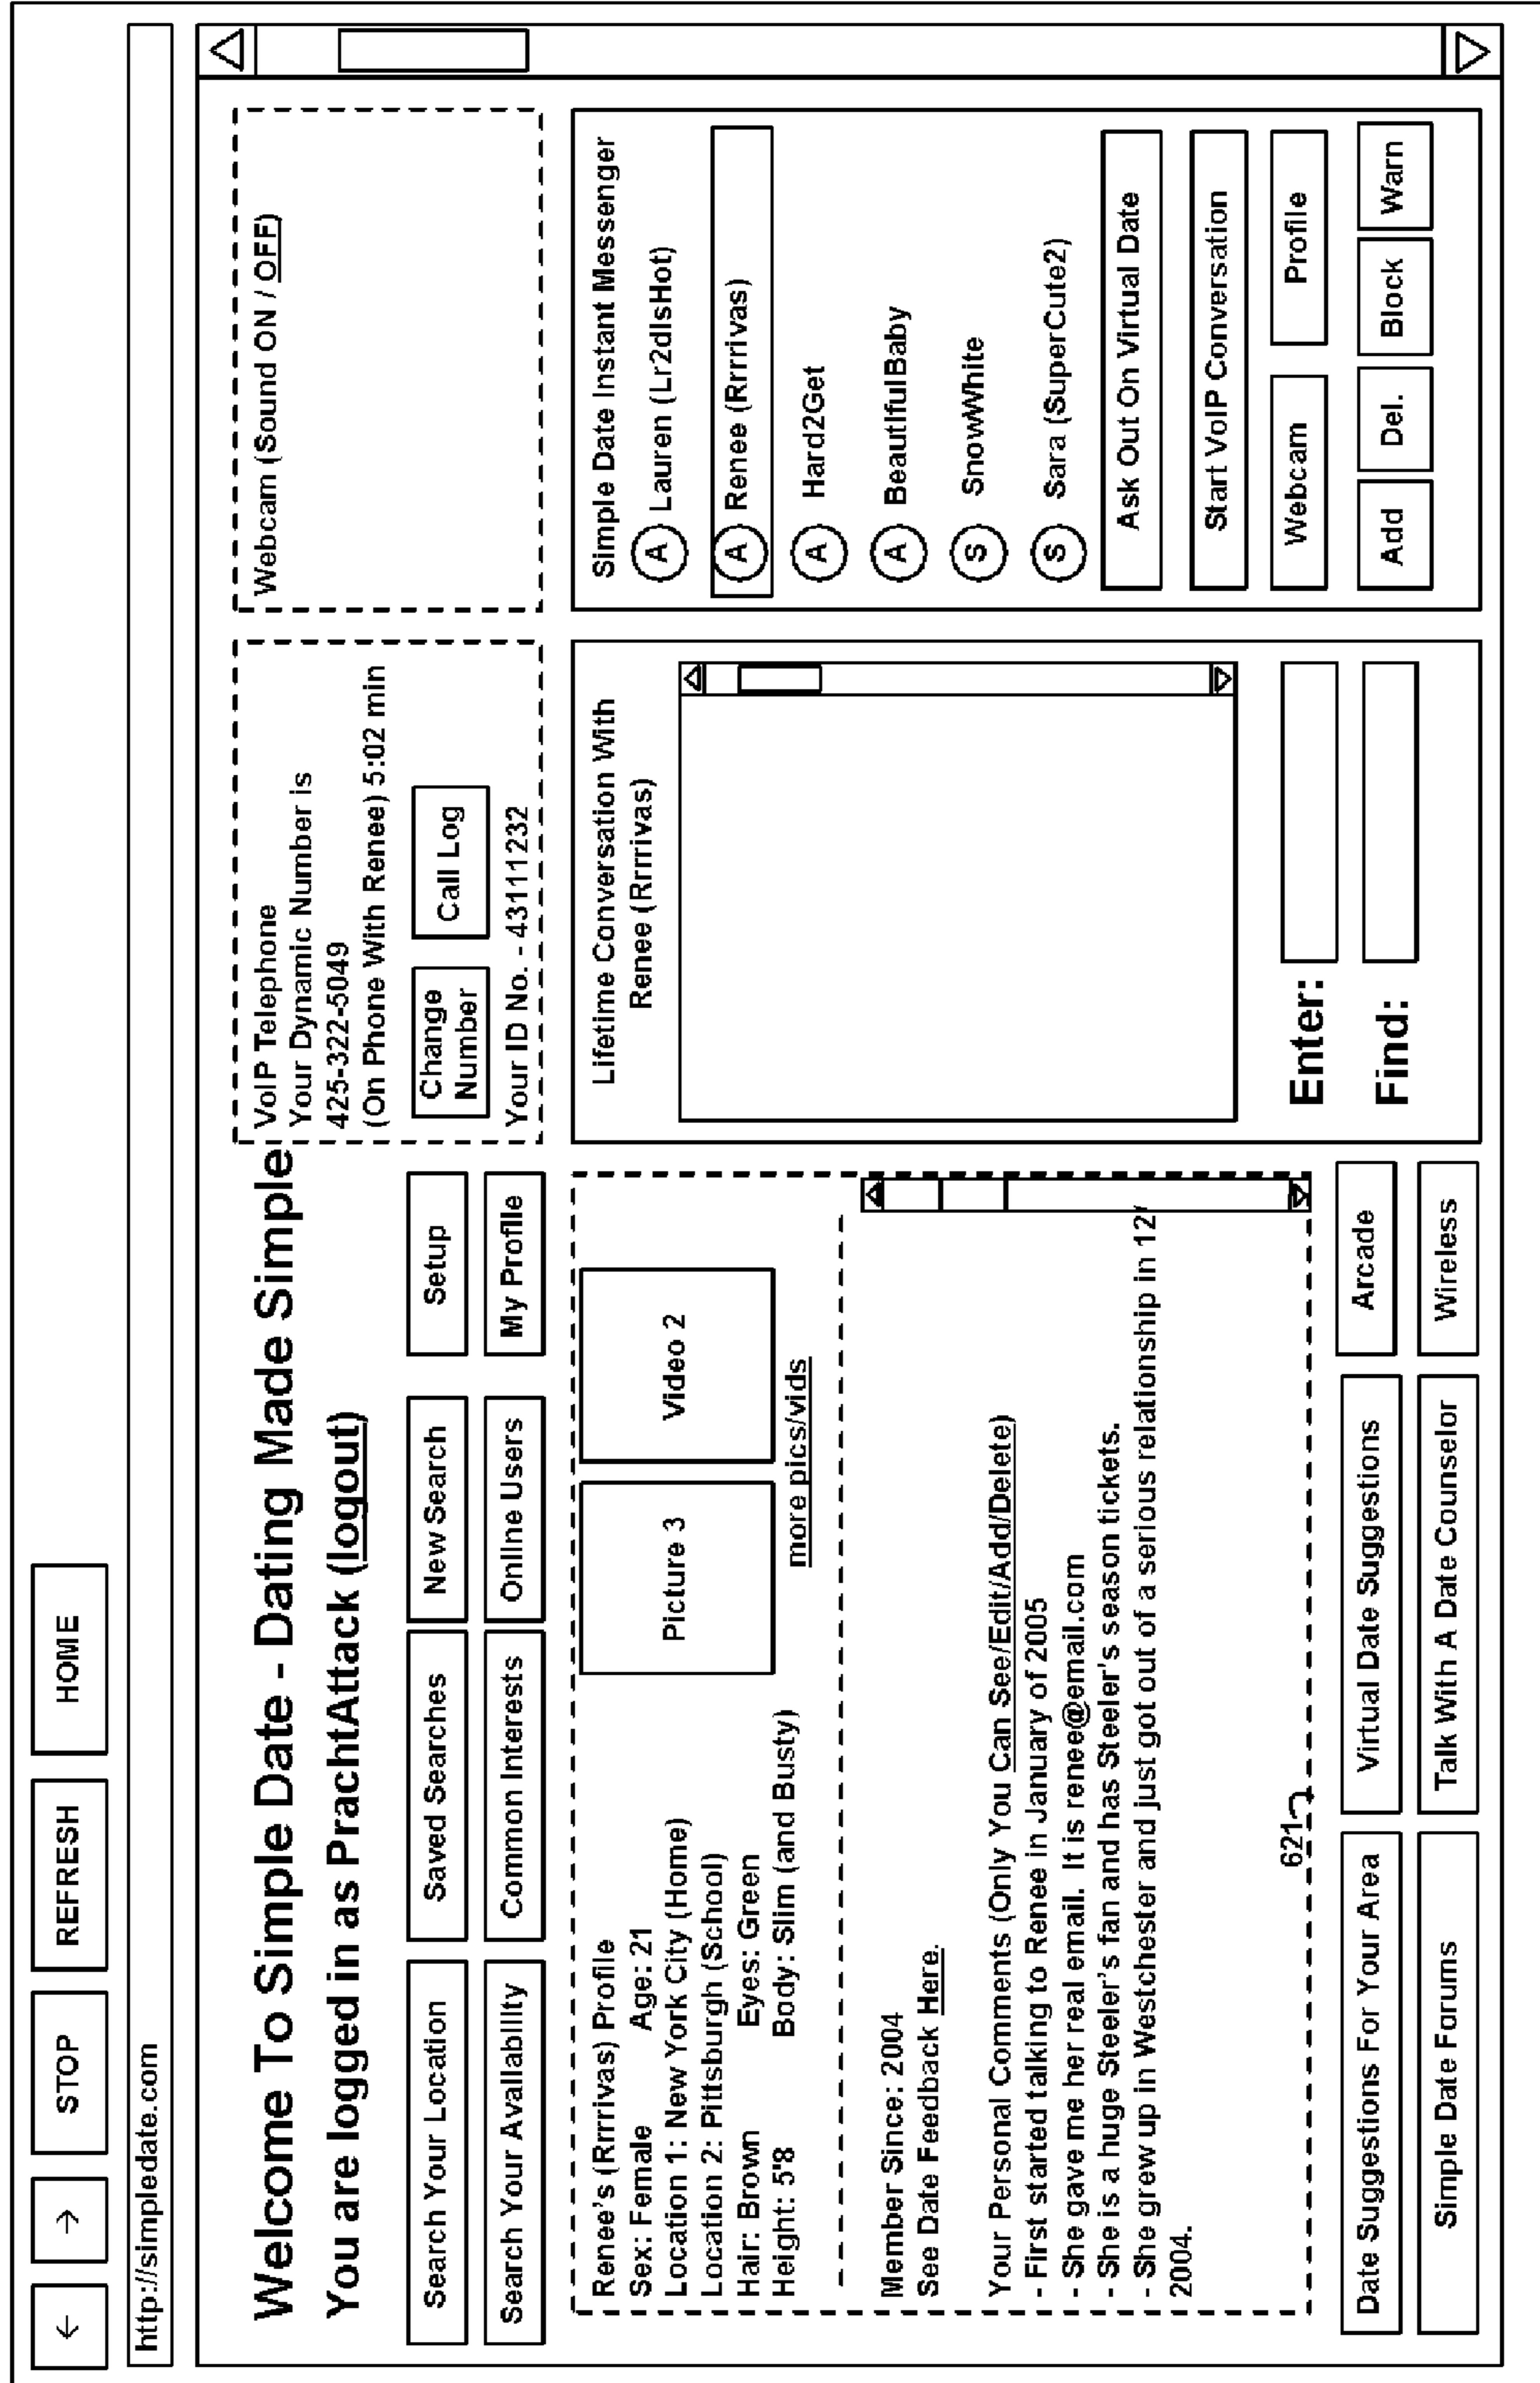 ← → STOP REFRESH HOME
http://simpledate.com
Welcome To Simple Date - Dating Made Simple
You are logged in as PrachtAttack (logout)
Search Your Location Saved Searches New Search Setup
Search Your Availability Common Interests Online Users My Profile
VoIP Telephone
Your Dynamic Number is
425-322-5049
(On Phone With Renee) 5:02 min
Change
Number
Call Log
Your ID No. - 43111232
Webcam (Sound ON / OFF)
Renee's (Rrrrivas) Profile
Sex: Female Age: 21
Location 1: New York City (Home)
Location 2: Pittsburgh (School)
Hair: Brown Eyes: Green
Height: 5'8 Body: Slim (and Busty)
Picture 3 Video 2
more pics/vids
Member Since: 2004
See Date Feedback Here.
Your Personal Comments (Only You Can See/Edit/Add/Delete)
- First started talking to Renee in January of 2005
- She gave me her real email. It is renee@email.com
- She is a huge Steeler's fan and has Steeler's season tickets.
- She grew up in Westchester and just got out of a serious relationship in 12/
2004.
621
Date Suggestions For Your Area Virtual Date Suggestions Arcade
Simple Date Forums Talk With A Date Counselor Wireless
Lifetime Conversation With
Renee (Rrrrivas)
Enter:
Find:
Simple Date Instant Messenger
A Lauren (Lr2dIsHot)
A Renee (Rrrrivas)
A Hard2Get
A BeautifulBaby
S SnowWhite
S Sara (SuperCute2)
Ask Out On Virtual Date
Start VoIP Conversation
Webcam Profile
Add Del. Block Warn